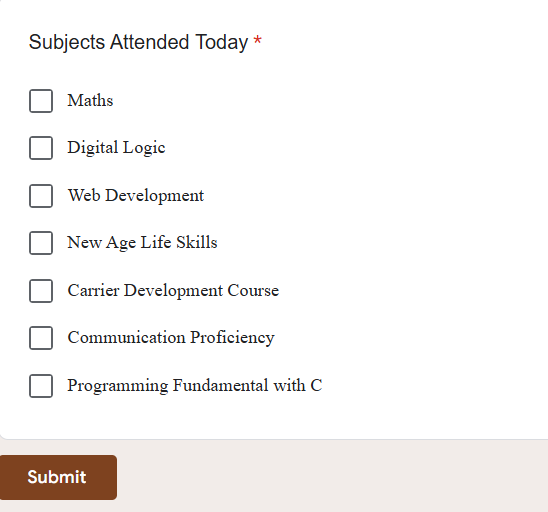 Subjects Attended Today *
Maths
Digital Logic
Web Development
New Age Life Skills
Carrier Development Course
Communication Proficiency
Programming Fundamental with C
Submit